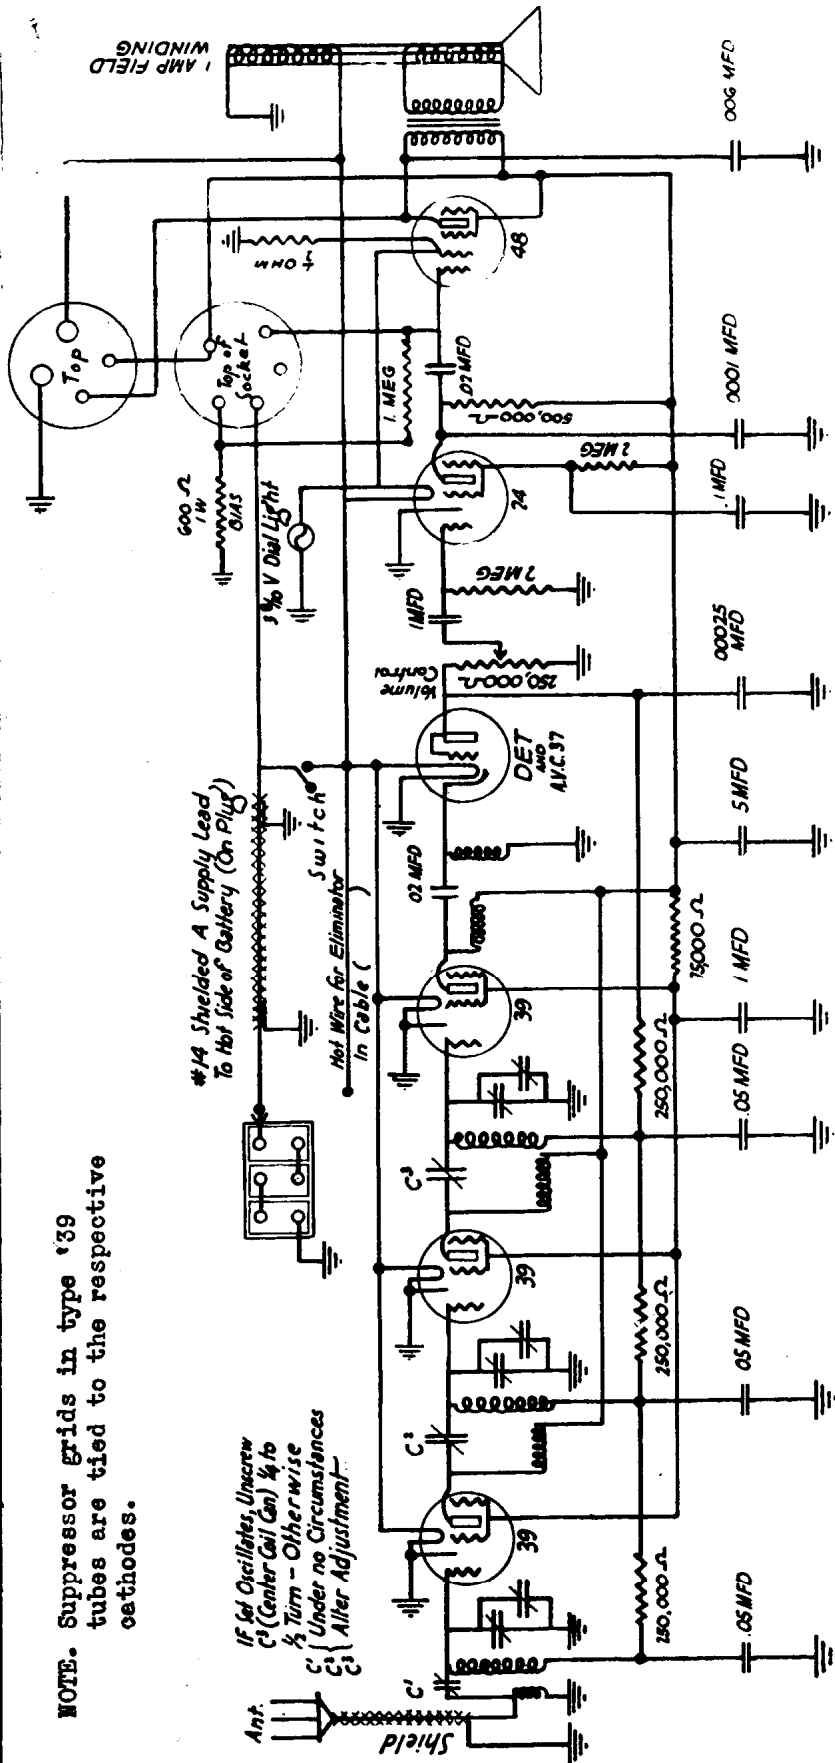 NOTE. Suppressor grids in type '39
tubes are tied to the respective
cathodes.
Ant.
Shield
IF Set Oscillates, Unscrew
C³ (Center Coil Can) ¼ to
½ Turn - Otherwise
C¹ Under no Circumstances
C² Alter Adjustment
C³
#14 Shielded A Supply Lead
To Hot Side of Battery (On Plug)
Switch
Hot Wire for Eliminator
In Cable
600 Ω
1 W
BIAS
3 8/10 V Dial Light
Top
Top of
Socket
1 AMP FIELD
WINDING
C¹
39
C²
39
C³
39
02 MFD
DET
AND
A.V.C. 37
Volume
Control
250,000 Ω
1 MFD
2 MEG
24
1. MEG
.02 MFD
500,000 Ω
2 MEG
½ OHM
48
250,000 Ω
250,000 Ω
250,000 Ω
15,000 Ω
.05 MFD
.05 MFD
.05 MFD
1 MFD
5 MFD
00025
MFD
.1 MFD
.0001 MFD
006 MFD